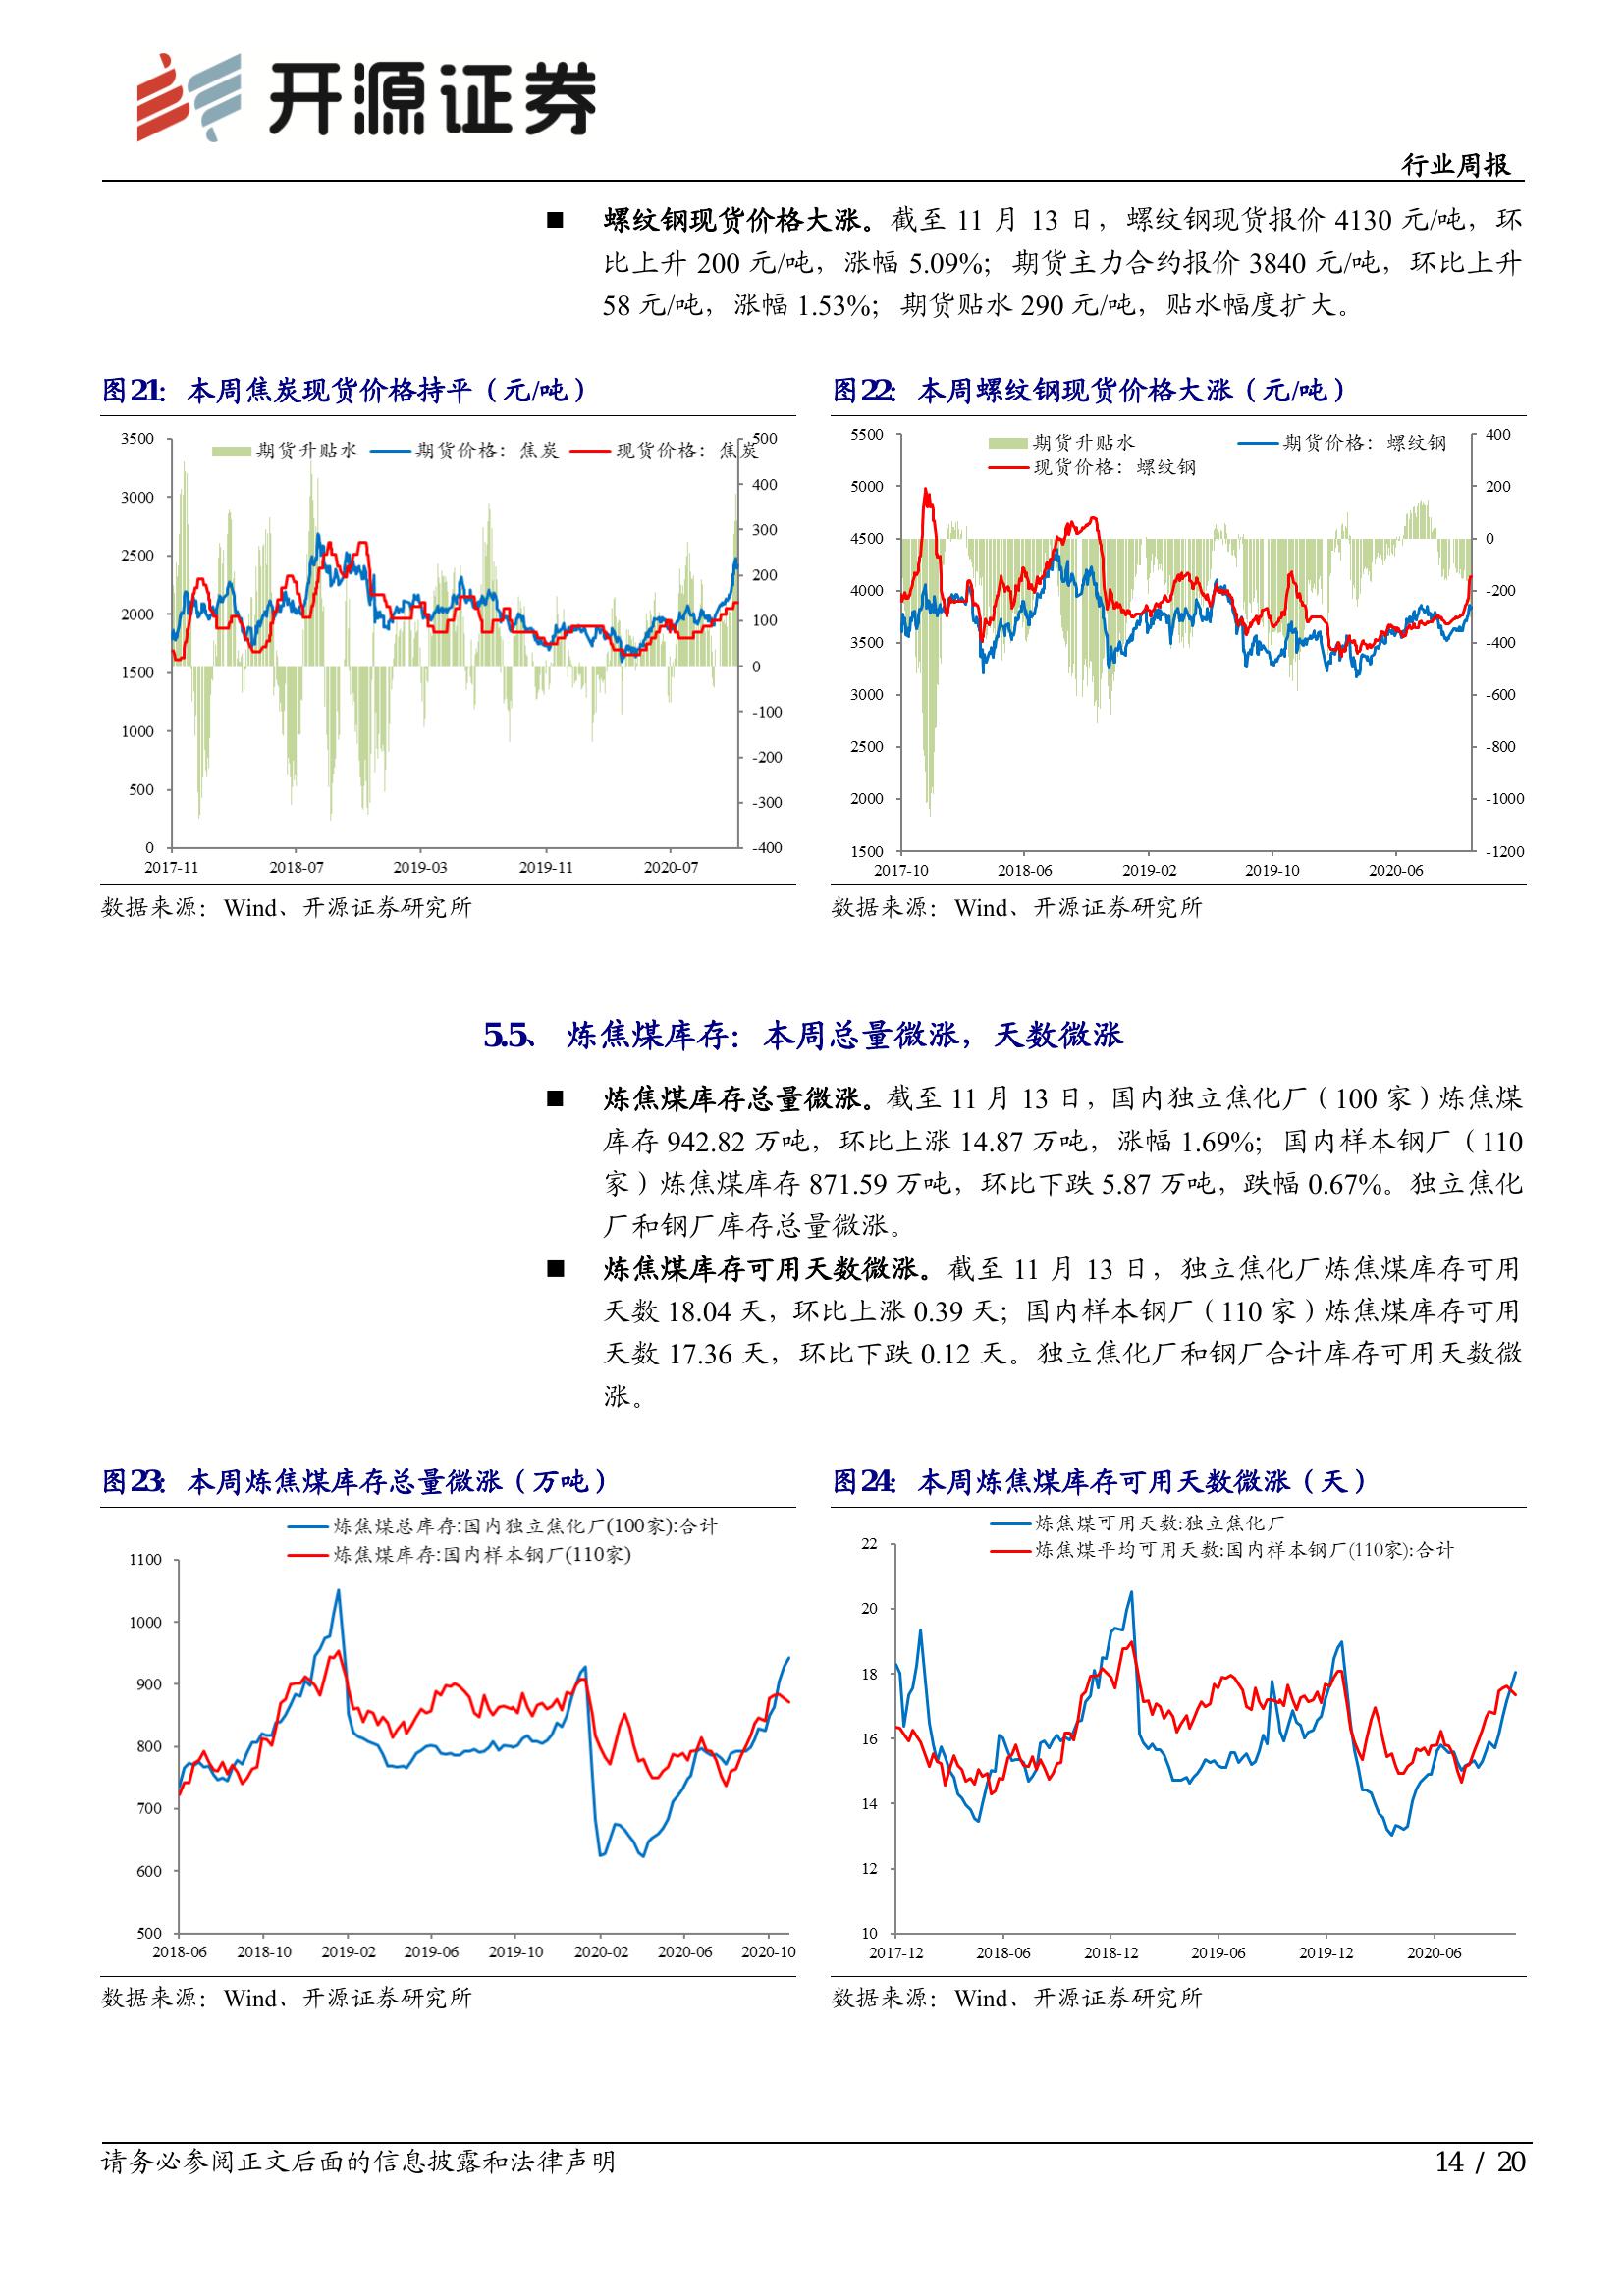 开源证券
行业周报
■ 螺纹钢现货价格大涨。截至 11 月 13 日，螺纹钢现货报价 4130 元/吨，环
比上升 200 元/吨，涨幅 5.09%；期货主力合约报价 3840 元/吨，环比上升
58 元/吨，涨幅 1.53%；期货贴水 290 元/吨，贴水幅度扩大。
图21： 本周焦炭现货价格持平（元/吨）
期货升贴水 期货价格：焦炭 现货价格：焦炭
3500
3000
2500
2000
1500
1000
500
0
500
400
300
200
100
0
-100
-200
-300
-400
2017-11 2018-07 2019-03 2019-11 2020-07
数据来源：Wind、开源证券研究所
图22： 本周螺纹钢现货价格大涨（元/吨）
期货升贴水 期货价格：螺纹钢
现货价格：螺纹钢
5500
5000
4500
4000
3500
3000
2500
2000
1500
400
200
0
-200
-400
-600
-800
-1000
-1200
2017-10 2018-06 2019-02 2019-10 2020-06
数据来源：Wind、开源证券研究所
5.5、 炼焦煤库存：本周总量微涨，天数微涨
■ 炼焦煤库存总量微涨。截至 11 月 13 日，国内独立焦化厂（100 家）炼焦煤
库存 942.82 万吨，环比上涨 14.87 万吨，涨幅 1.69%；国内样本钢厂（110
家）炼焦煤库存 871.59 万吨，环比下跌 5.87 万吨，跌幅 0.67%。独立焦化
厂和钢厂库存总量微涨。
■ 炼焦煤库存可用天数微涨。截至 11 月 13 日，独立焦化厂炼焦煤库存可用
天数 18.04 天，环比上涨 0.39 天；国内样本钢厂（110 家）炼焦煤库存可用
天数 17.36 天，环比下跌 0.12 天。独立焦化厂和钢厂合计库存可用天数微
涨。
图23： 本周炼焦煤库存总量微涨（万吨）
炼焦煤总库存:国内独立焦化厂(100家):合计
炼焦煤库存:国内样本钢厂(110家)
1100
1000
900
800
700
600
500
2018-06 2018-10 2019-02 2019-06 2019-10 2020-02 2020-06 2020-10
数据来源：Wind、开源证券研究所
图24： 本周炼焦煤库存可用天数微涨（天）
炼焦煤可用天数:独立焦化厂
炼焦煤平均可用天数:国内样本钢厂(110家):合计
22
20
18
16
14
12
10
2017-12 2018-06 2018-12 2019-06 2019-12 2020-06
数据来源：Wind、开源证券研究所
请务必参阅正文后面的信息披露和法律声明
14 / 20